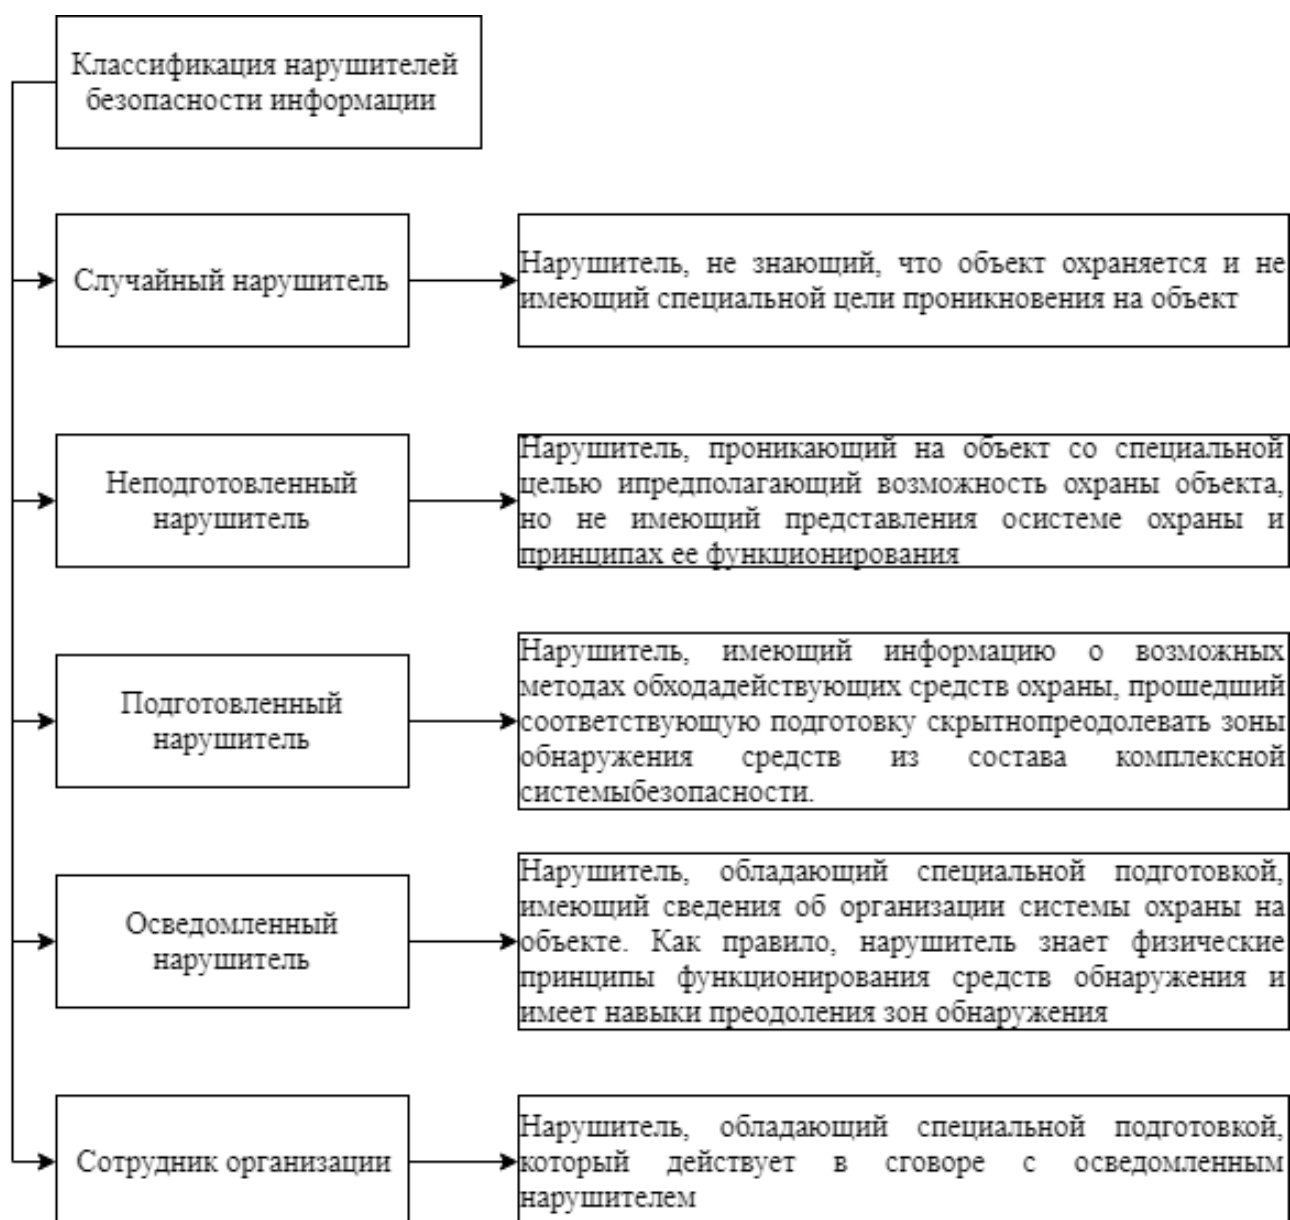 Классификация нарушителей
безопасности информации
Случайный нарушитель
Нарушитель, не знающий, что объект охраняется и не
имеющий специальной цели проникновения на объект
Неподготовленный
нарушитель
Нарушитель, проникающий на объект со специальной
целью ипредполагающий возможность охраны объекта,
но не имеющий представления осистеме охраны и
принципах ее функционирования
Подготовленный
нарушитель
Нарушитель, имеющий информацию о возможных
методах обходадействующих средств охраны, прошедший
соответствующую подготовку скрытнопреодолевать зоны
обнаружения средств из состава комплексной
системыбезопасности.
Осведомленный
нарушитель
Нарушитель, обладающий специальной подготовкой,
имеющий сведения об организации системы охраны на
объекте. Как правило, нарушитель знает физические
принципы функционирования средств обнаружения и
имеет навыки преодоления зон обнаружения
Сотрудник организации
Нарушитель, обладающий специальной подготовкой,
который действует в сговоре с осведомленным
нарушителем